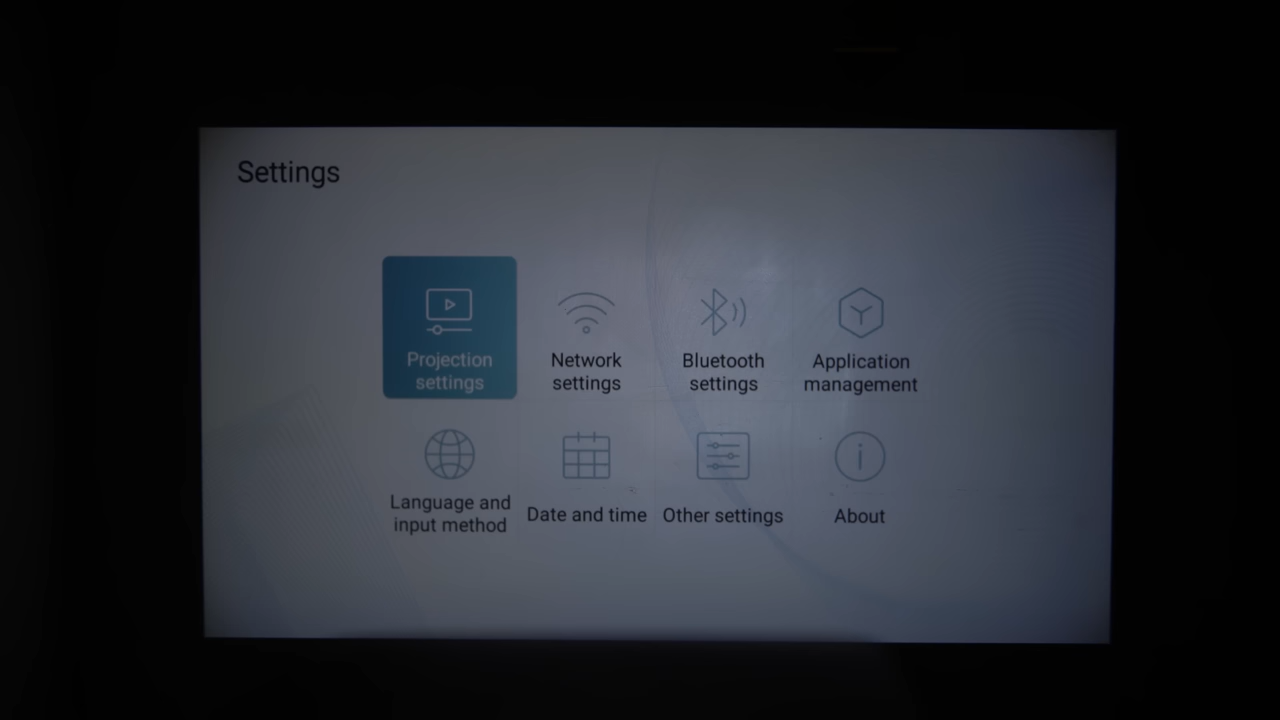 Settings
Projection
settings
Network
settings
Bluetooth
settings
Application
management
Language and
input method
Date and time
Other settings
About